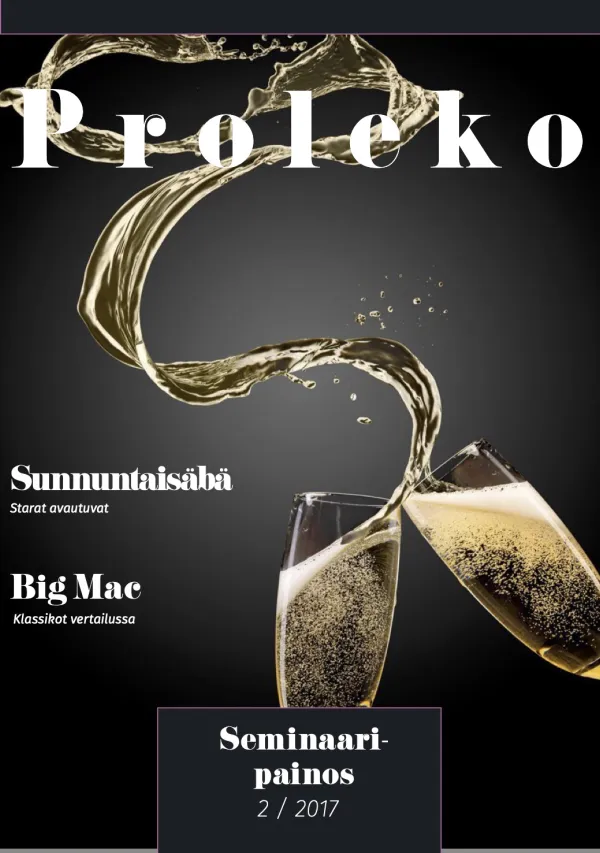 Proleko
Sunnuntaisäbä
Starat avautuvat
Big Mac
Klassikot vertailussa
Seminaari-
painos
2 / 2017